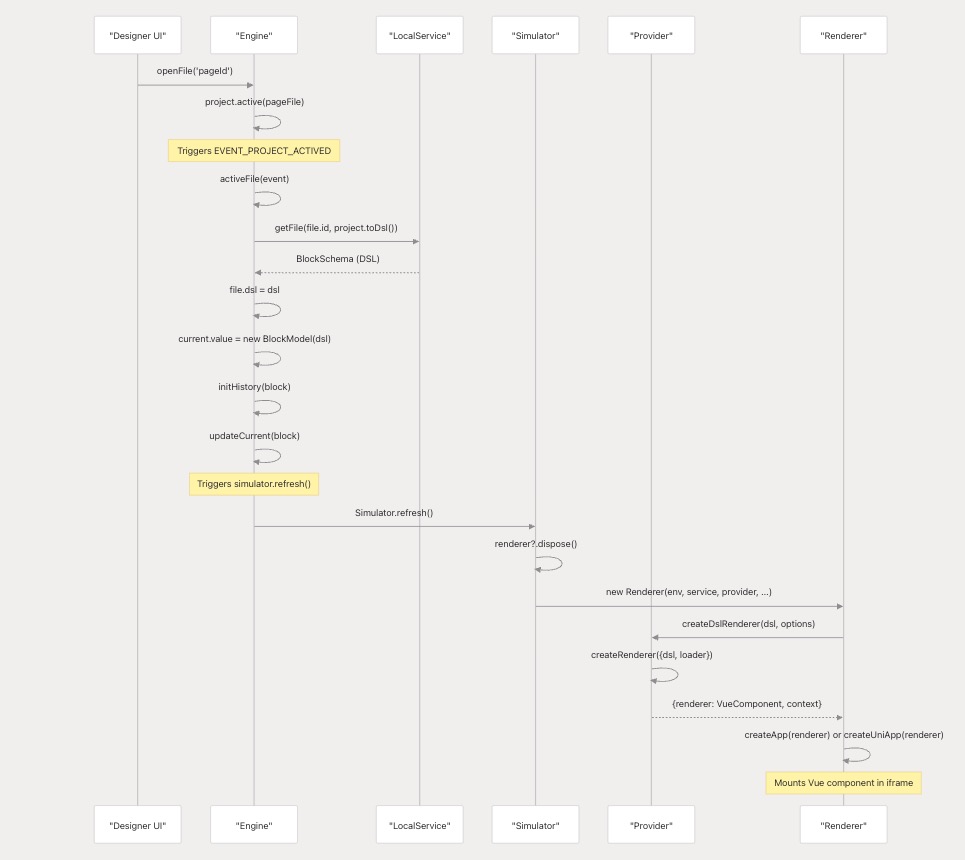 "Designer UI"
"Engine"
"LocalService"
"Simulator"
"Provider"
"Renderer"
openFile('pageId')
project.active(pageFile)
Triggers EVENT_PROJECT_ACTIVED
activeFile(event)
getFile(file.id, project.toDsl())
BlockSchema (DSL)
file.dsl = dsl
current.value = new BlockModel(dsl)
initHistory(block)
updateCurrent(block)
Triggers simulator.refresh()
Simulator.refresh()
renderer?.dispose()
new Renderer(env, service, provider, ...)
createDslRenderer(dsl, options)
createRenderer({dsl, loader})
{renderer: VueComponent, context}
createApp(renderer) or createUniApp(renderer)
Mounts Vue component in iframe
"Designer UI"
"Engine"
"LocalService"
"Simulator"
"Provider"
"Renderer"